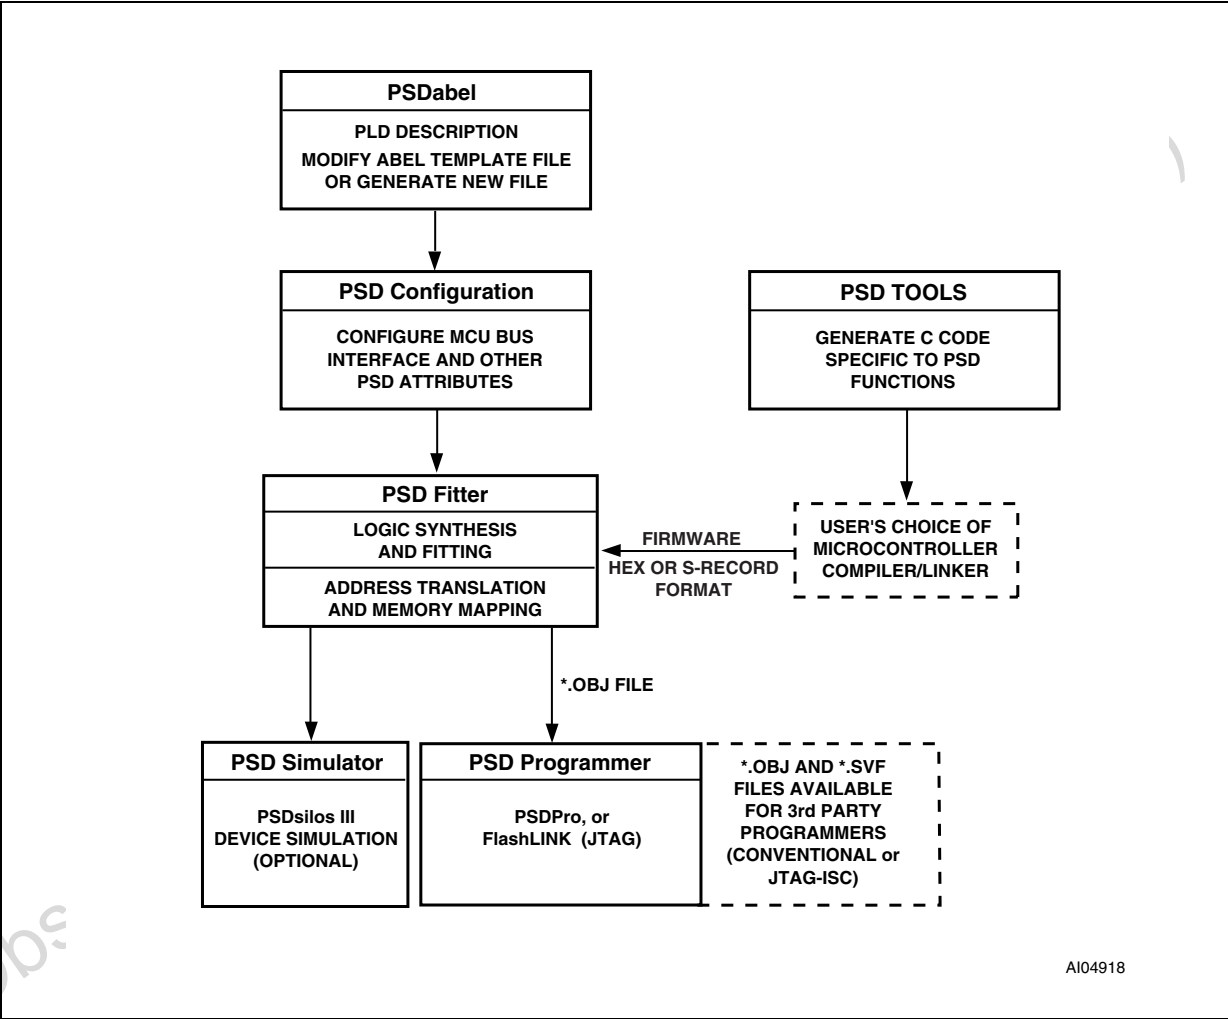 PSDabel
PLD DESCRIPTION
MODIFY ABEL TEMPLATE FILE
OR GENERATE NEW FILE
PSD Configuration
CONFIGURE MCU BUS
INTERFACE AND OTHER
PSD ATTRIBUTES
PSD TOOLS
GENERATE C CODE
SPECIFIC TO PSD
FUNCTIONS
PSD Fitter
LOGIC SYNTHESIS
AND FITTING
ADDRESS TRANSLATION
AND MEMORY MAPPING
FIRMWARE
HEX OR S-RECORD
FORMAT
USER'S CHOICE OF
MICROCONTROLLER
COMPILER/LINKER
*.OBJ FILE
PSD Simulator
PSDsilos III
DEVICE SIMULATION
(OPTIONAL)
PSD Programmer
PSDPro, or
FlashLINK (JTAG)
*.OBJ AND *.SVF
FILES AVAILABLE
FOR 3rd PARTY
PROGRAMMERS
(CONVENTIONAL or
JTAG-ISC)
AI04918